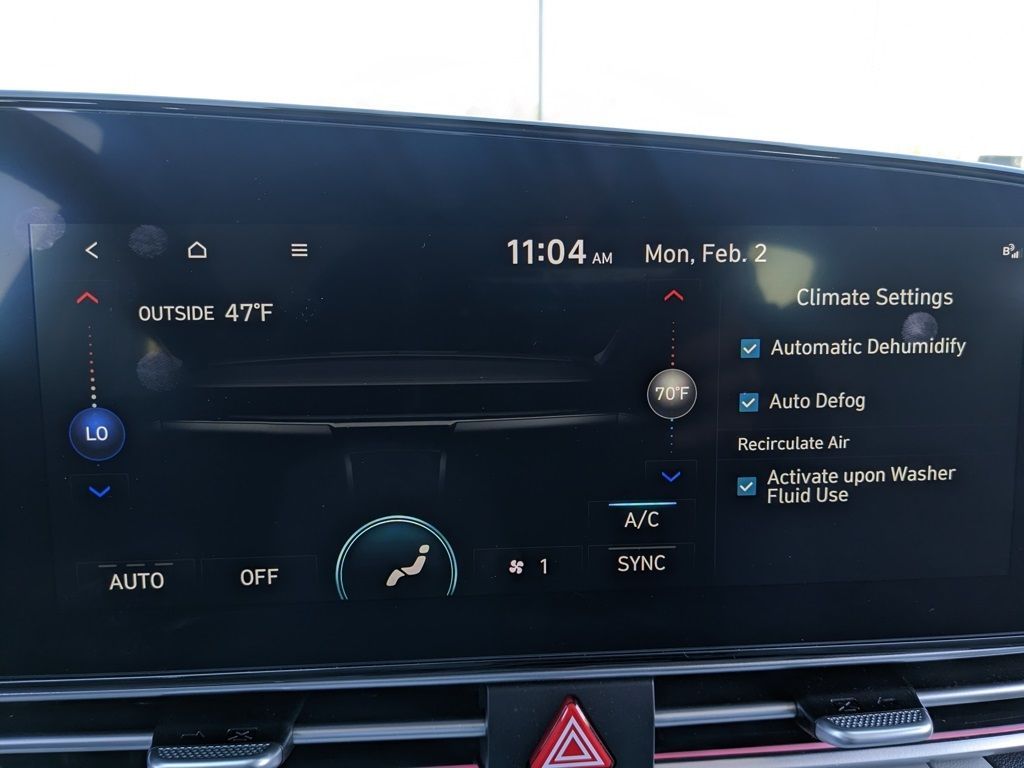 11:04 AM Mon, Feb. 2
OUTSIDE 47°F
Climate Settings
Automatic Dehumidify
70°F
Auto Defog
LO
Recirculate Air
Activate upon Washer
Fluid Use
A/C
AUTO
OFF
1
SYNC